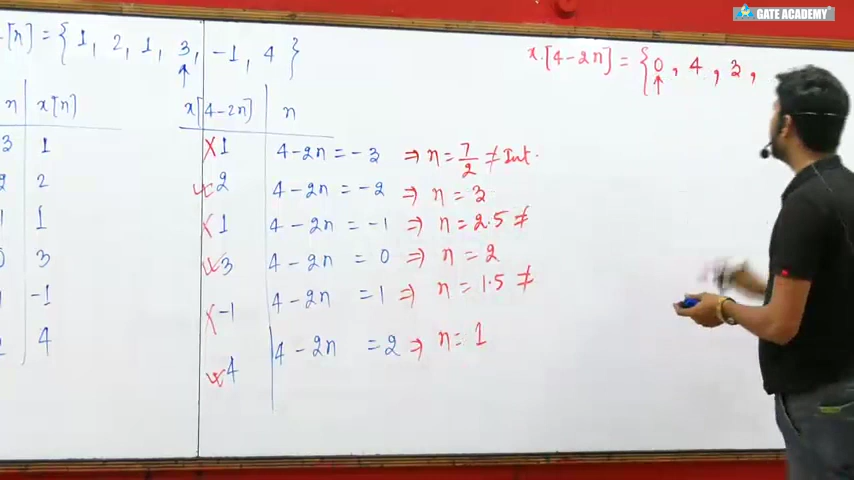 GATE ACADEMY
[n] = { 1, 2, 1, 3, -1, 4 }
↑
x[4-2n] = { 0, 4, 3,
↑
n x[n]
3 1
2 2
1 1
0 3
-1
4
x[4-2n] n
X 1 4-2n = -3 ⇒ n = 7/2 ≠ Int.
✓ 2 4-2n = -2 ⇒ n = 3
X 1 4-2n = -1 ⇒ n = 2.5 ≠
✓ 3 4-2n = 0 ⇒ n = 2
X -1 4-2n = 1 ⇒ n = 1.5 ≠
✓ 4 4-2n = 2 ⇒ n = 1